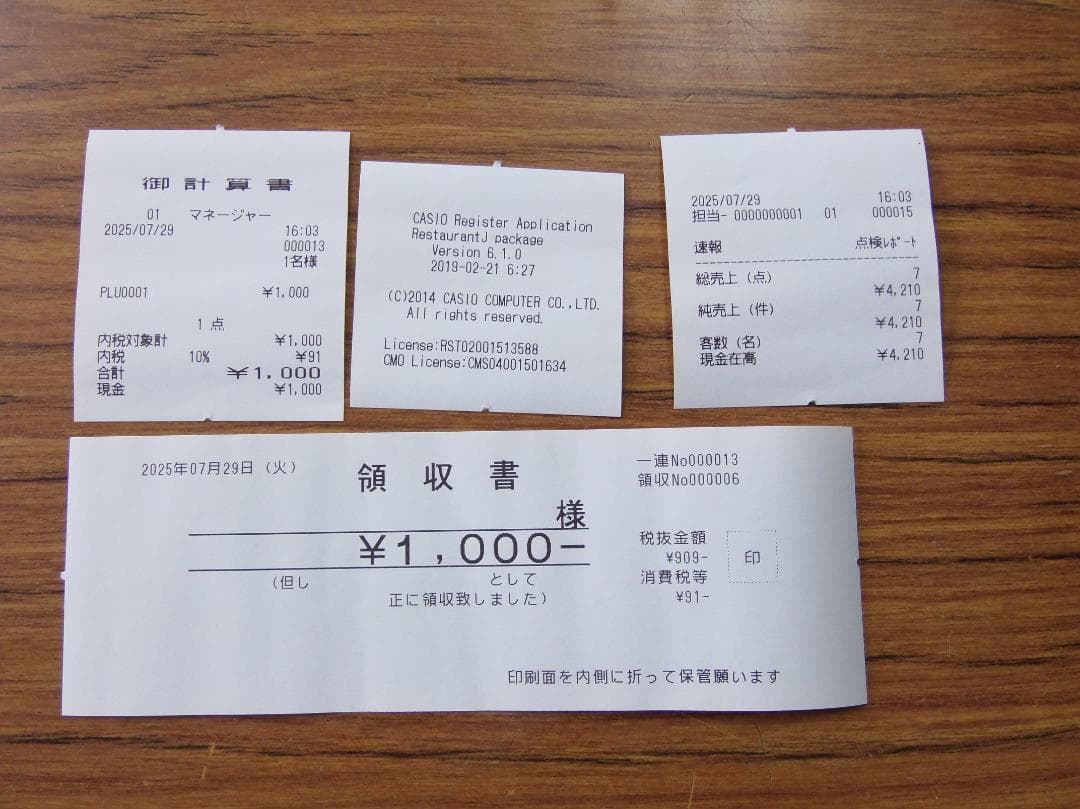 御計算書
01 マネージャー
2025/07/29 16:03
000013
1名様
PLU0001 ¥1,000
1点
内税対象計 ¥1,000
内税 10% ¥91
合計 ¥1,000
現金 ¥1,000
CASIO Register Application
RestaurantJ package
Version 6.1.0
2019-02-21 6:27
(C)2014 CASIO COMPUTER CO.,LTD.
All rights reserved.
License:RST02001513588
CMO License:CMS04001501634
2025/07/29 16:03
担当- 0000000001 01 000015
速報 点検ﾚﾎﾟｰﾄ
総売上(点) 7
¥4,210
純売上(件) 7
¥4,210
客数(名) 7
現金在高 ¥4,210
2025年07月29日(火)
領収書
一連No000013
領収No000006
様
¥1,000-
(但し として
正に領収致しました)
税抜金額
¥909-
消費税等
¥91-
印
印刷面を内側に折って保管願います